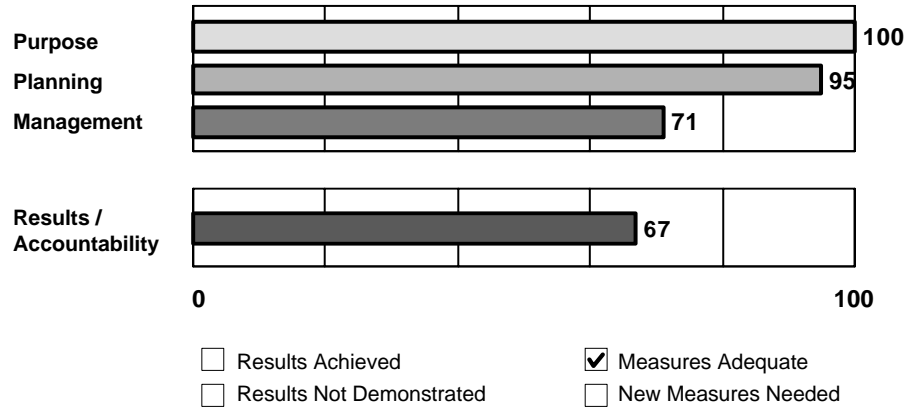 Purpose 100
Planning 95
Management 71
Results /
Accountability 67
0 100
Results Achieved Measures Adequate
Results Not Demonstrated New Measures Needed